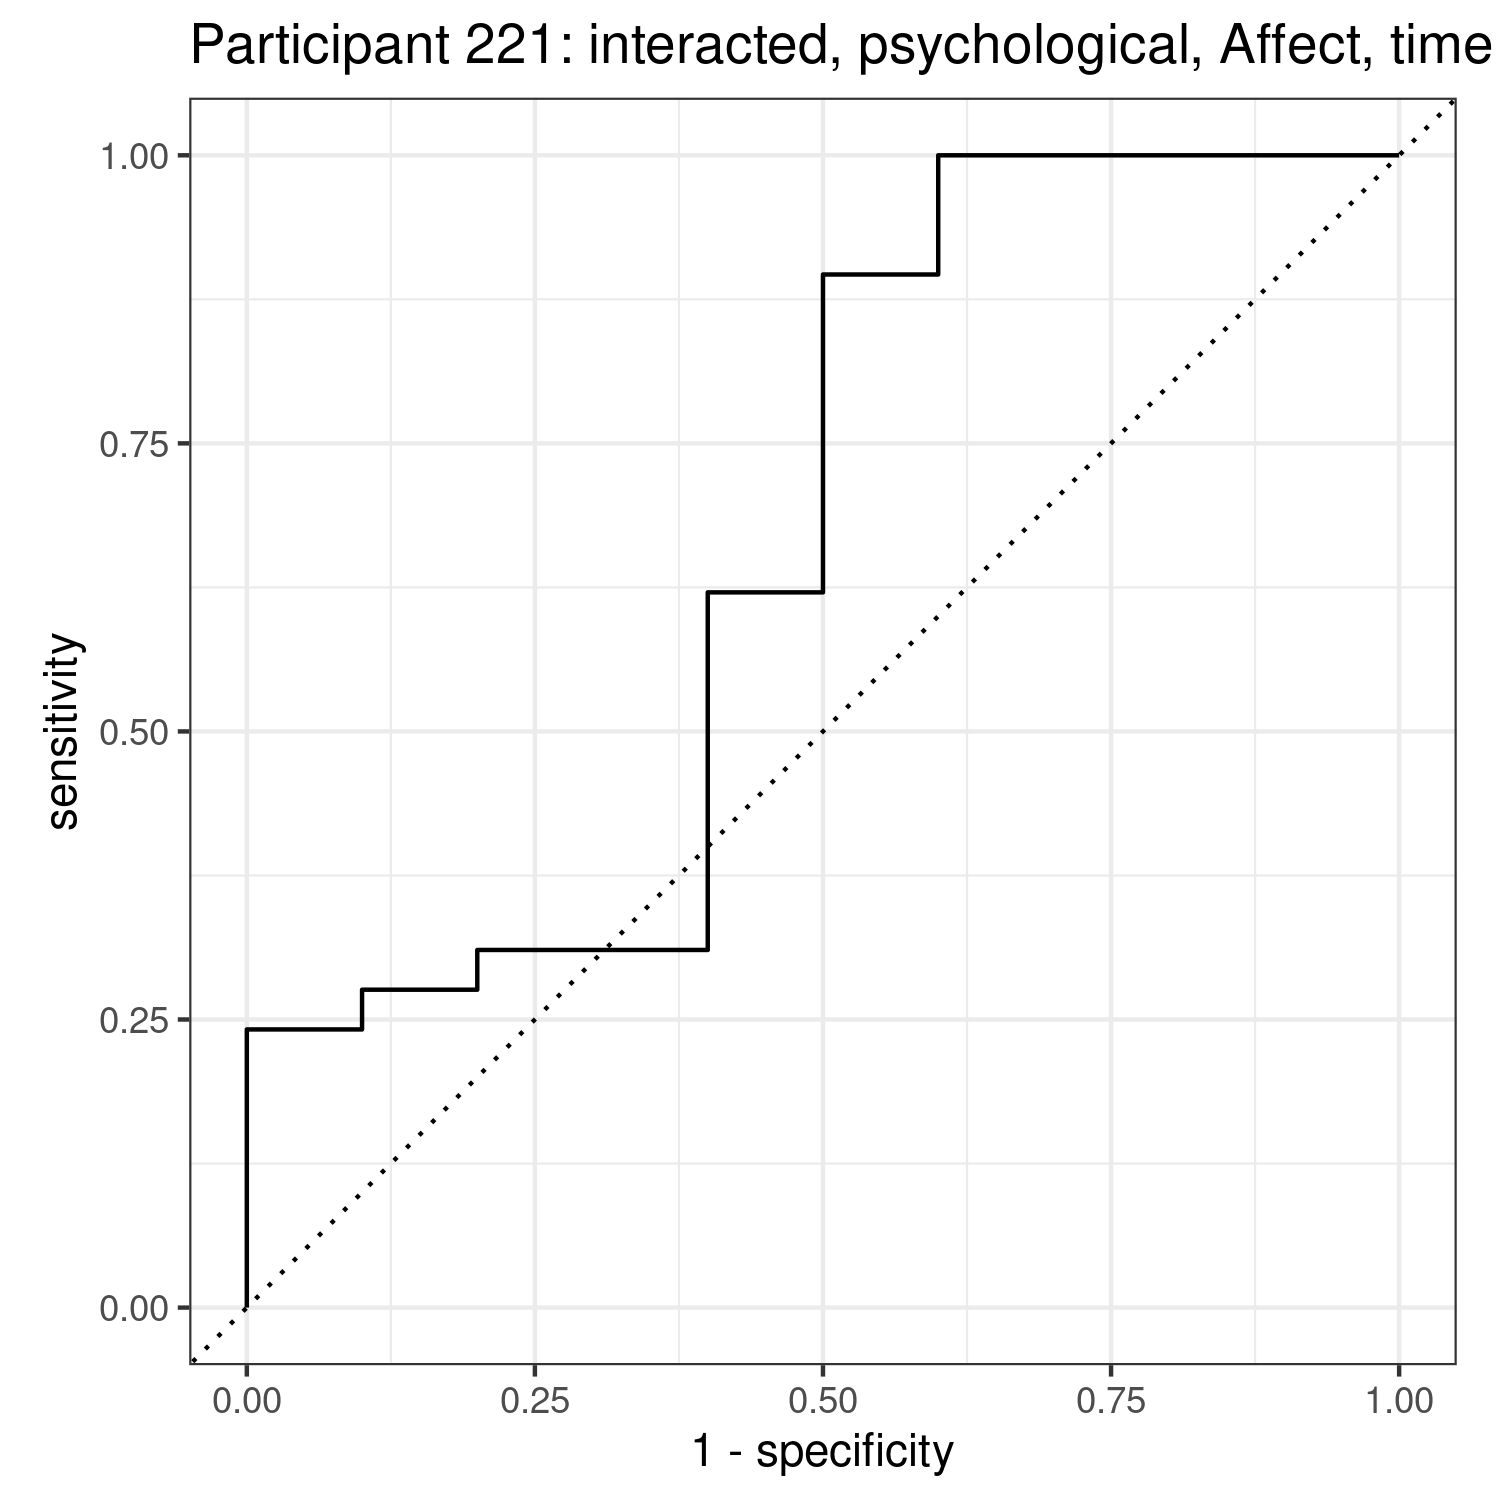 Participant 221: interacted, psychological, Affect, time
1.00
0.75
0.50
0.25
0.00
sensitivity
0.00 0.25 0.50 0.75 1.00
1 - specificity